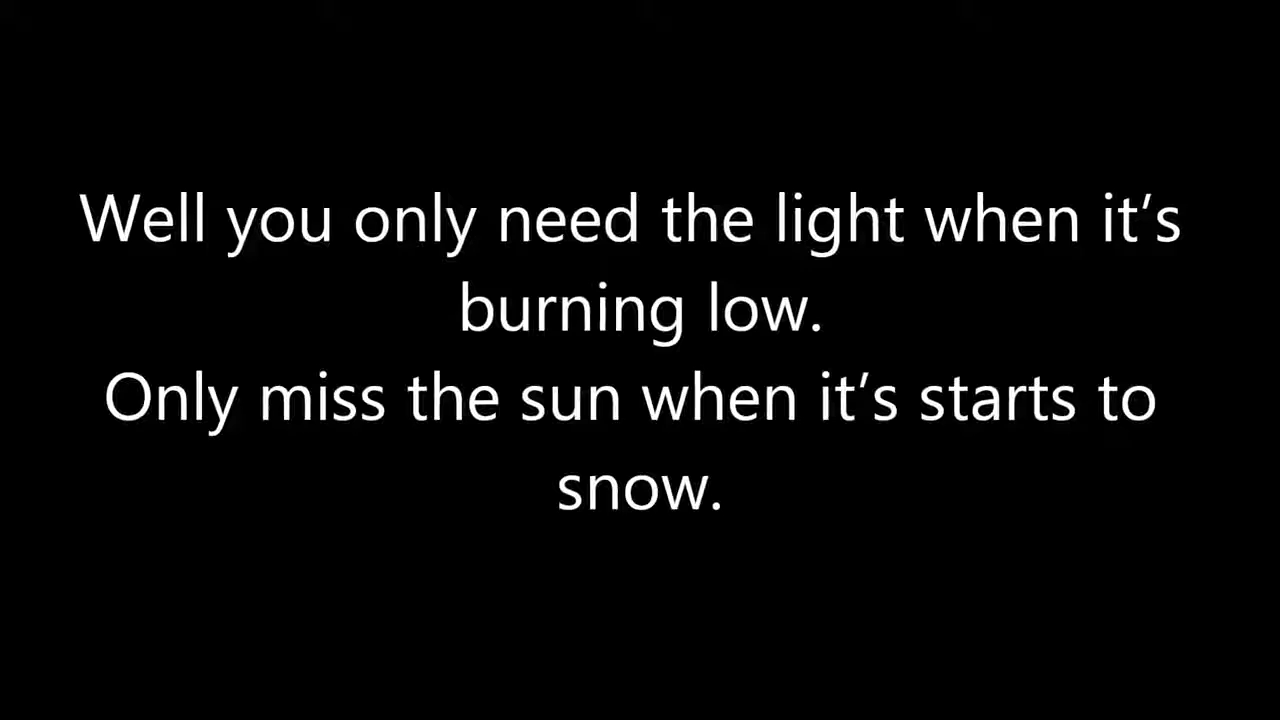 Well you only need the light when it’s
burning low.
Only miss the sun when it’s starts to
snow.